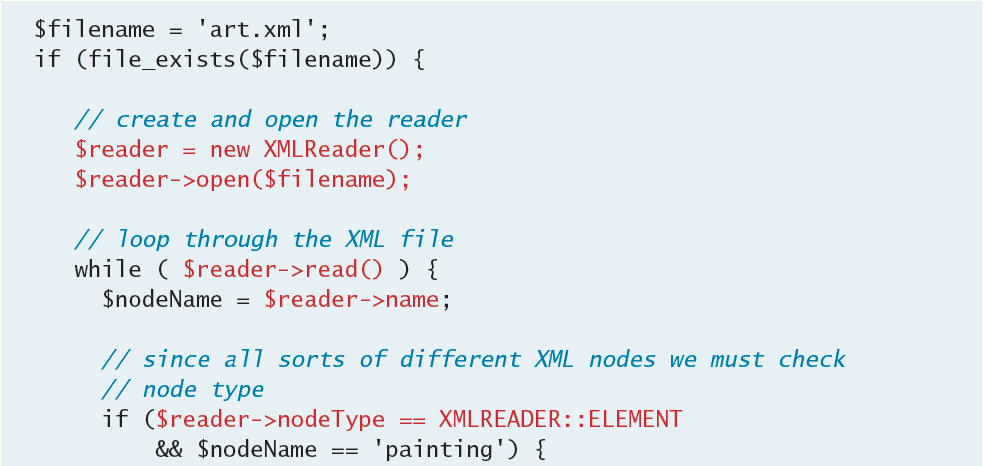 $filename = 'art.xml';
if (file_exists($filename)) {
// create and open the reader
$reader = new XMLReader();
$reader->open($filename);
// loop through the XML file
while ( $reader->read() ) {
$nodeName = $reader->name;
// since all sorts of different XML nodes we must check
// node type
if ($reader->nodeType == XMLREADER::ELEMENT
&& $nodeName == 'painting') {